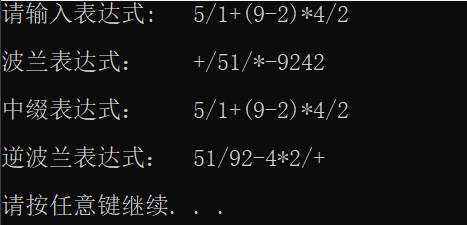 请输入表达式: 5/1+(9-2)*4/2
波兰表达式: +/51/*-9242
中缀表达式: 5/1+(9-2)*4/2
逆波兰表达式: 51/92-4*2/+
请按任意键继续. . .